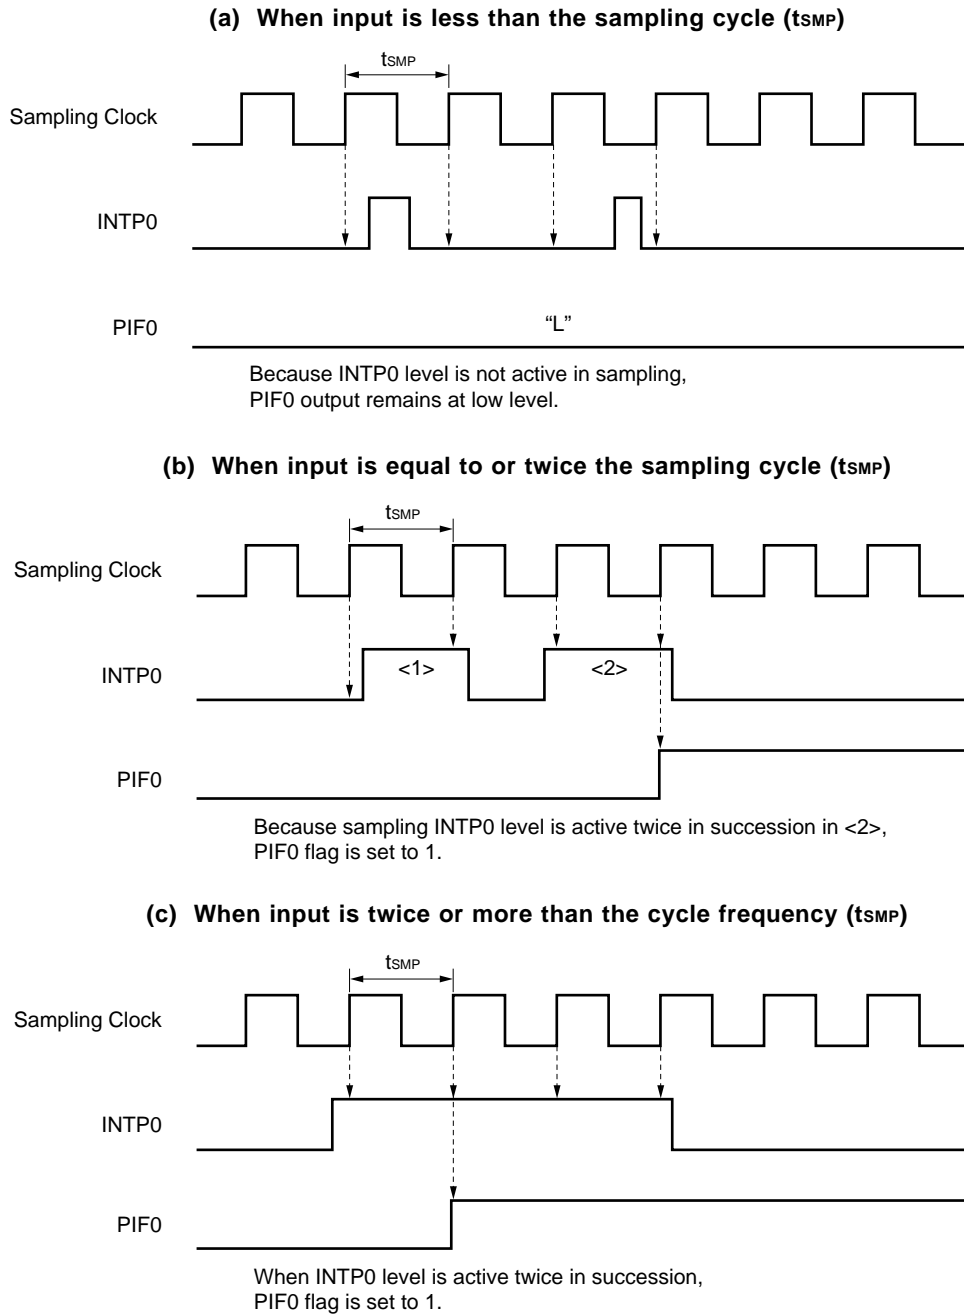 (a) When input is less than the sampling cycle (tSMP)
tSMP
Sampling Clock
INTP0
PIF0
“L”
Because INTP0 level is not active in sampling,
PIF0 output remains at low level.
(b) When input is equal to or twice the sampling cycle (tSMP)
tSMP
Sampling Clock
INTP0
<1>
<2>
PIF0
Because sampling INTP0 level is active twice in succession in <2>,
PIF0 flag is set to 1.
(c) When input is twice or more than the cycle frequency (tSMP)
tSMP
Sampling Clock
INTP0
PIF0
When INTP0 level is active twice in succession,
PIF0 flag is set to 1.